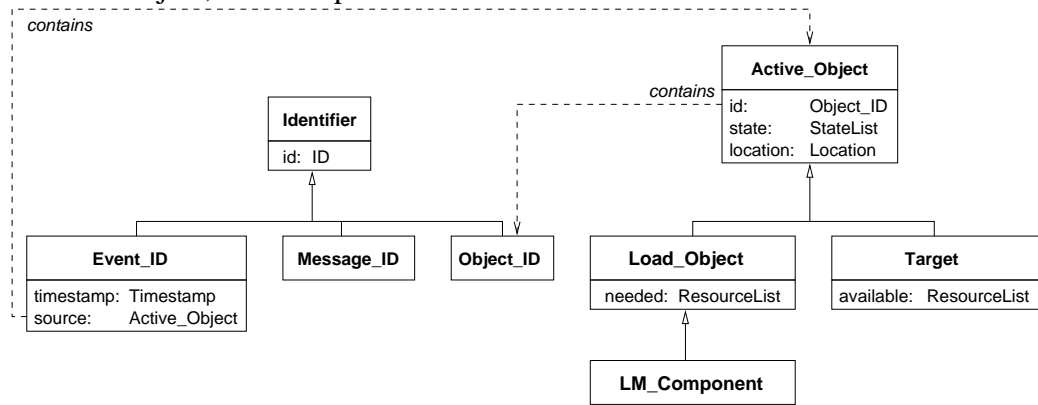 contains
Active_Object
contains
id: Object_ID
state: StateList
location: Location
Identifier
id: ID
Event_ID
timestamp: Timestamp
source: Active_Object
Message_ID
Object_ID
Load_Object
needed: ResourceList
Target
available: ResourceList
LM_Component